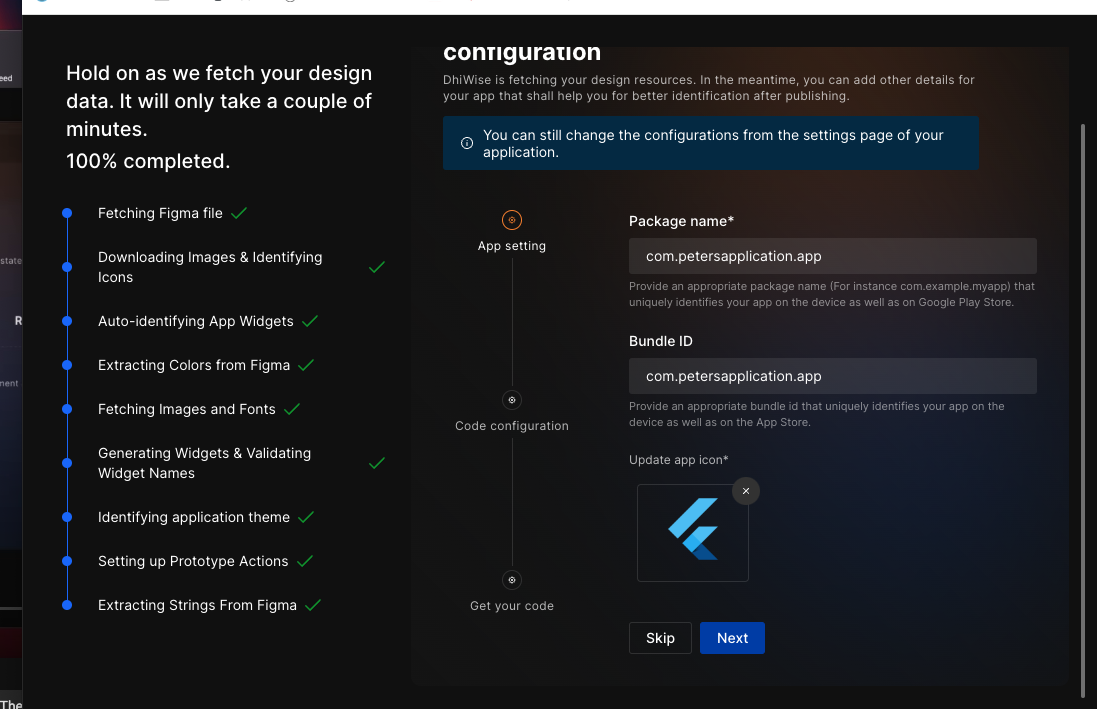 eed
state
R
ment
The
Hold on as we fetch your design
data. It will only take a couple of
minutes.
100% completed.
Fetching Figma file
Downloading Images & Identifying
Icons
Auto-identifying App Widgets
Extracting Colors from Figma
Fetching Images and Fonts
Generating Widgets & Validating
Widget Names
Identifying application theme
Setting up Prototype Actions
Extracting Strings From Figma
configuration
DhiWise is fetching your design resources. In the meantime, you can add other details for
your app that shall help you for better identification after publishing.
You can still change the configurations from the settings page of your
application.
App setting
Code configuration
Get your code
Package name*
com.petersapplication.app
Provide an appropriate package name (For instance com.example.myapp) that
uniquely identifies your app on the device as well as on Google Play Store.
Bundle ID
com.petersapplication.app
Provide an appropriate bundle id that uniquely identifies your app on the
device as well as on the App Store.
Update app icon*
Skip
Next